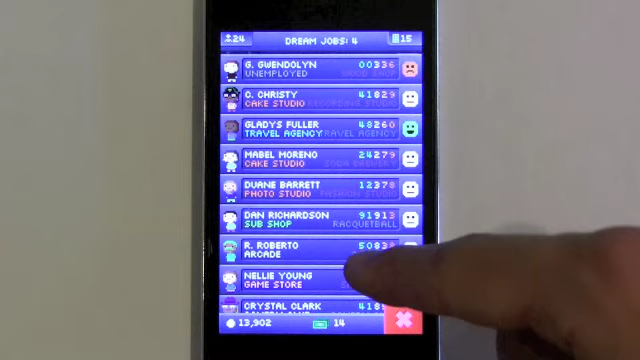 24
DREAM JOBS: 4
15
G. GWENDOLYN 00336
UNEMPLOYED WOOD SHOP
C. CHRISTY 41829
CAKE STUDIO RECORDING STUDIO
GLADYS FULLER 48260
TRAVEL AGENCY TRAVEL AGENCY
MABEL MORENO 24279
CAKE STUDIO SODA BREWERY
DUANE BARRETT 12378
PHOTO STUDIO FASHION STUDIO
DAN RICHARDSON 91913
SUB SHOP RACQUETBALL
R. ROBERTO 5083
ARCADE
NELLIE YOUNG
GAME STORE
CRYSTAL CLARK 418
13,902
14